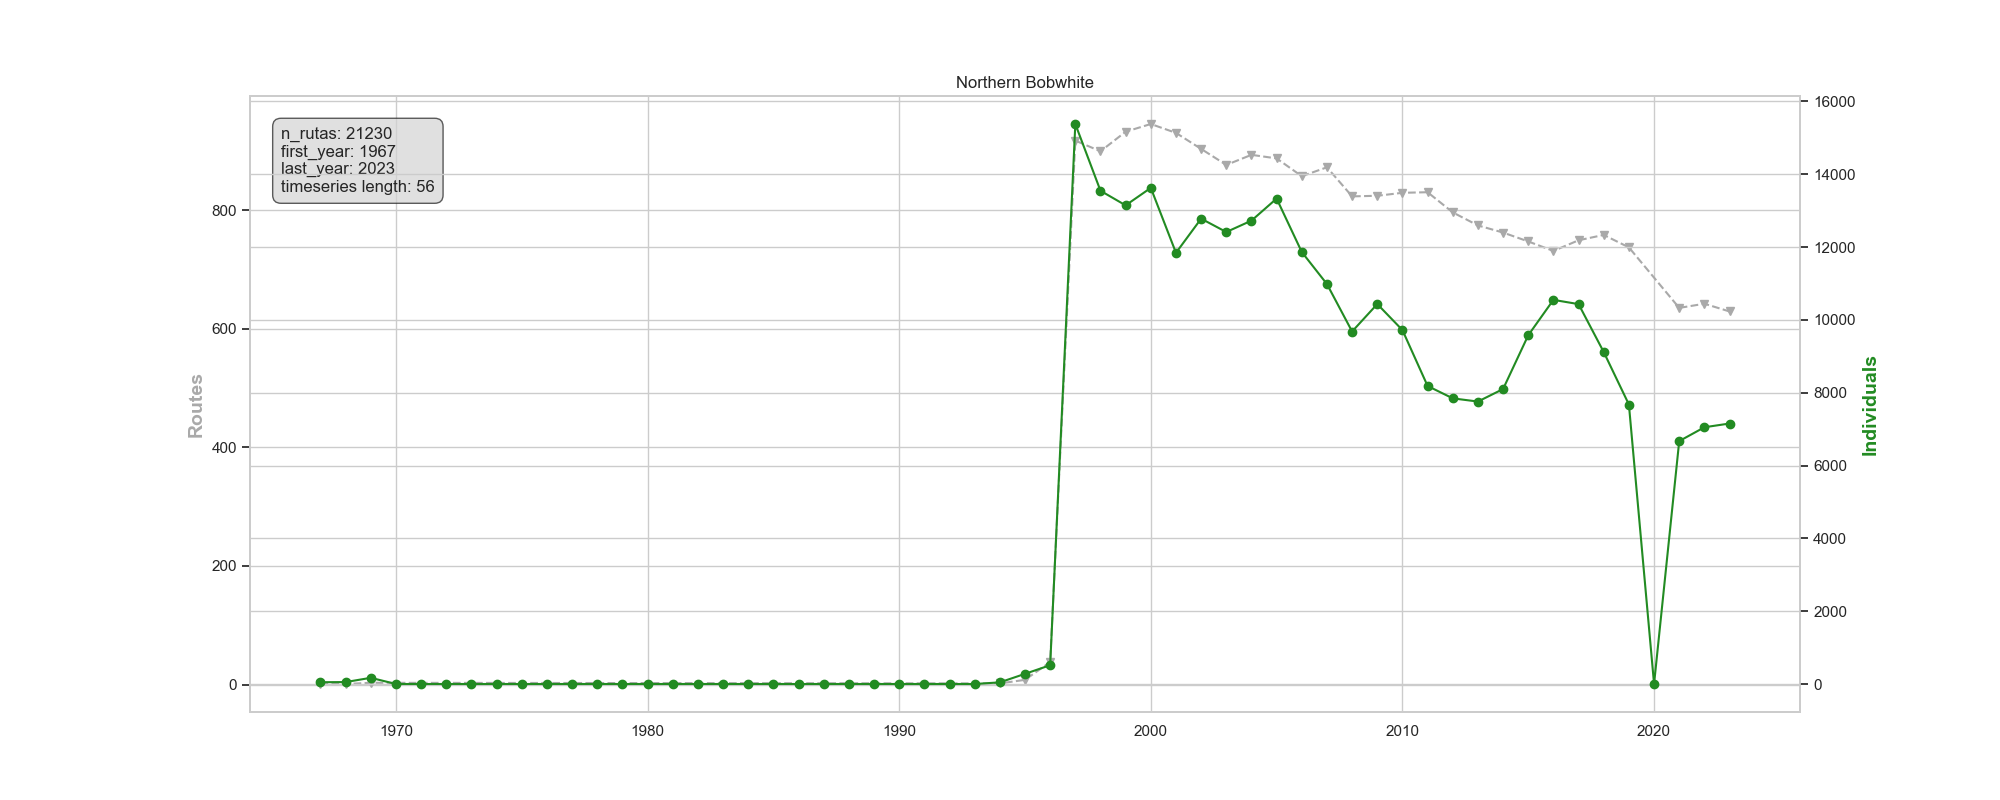 Northern Bobwhite
n_rutas: 21230
first_year: 1967
last_year: 2023
timeseries length: 56
Routes
800
600
400
200
0
16000
14000
12000
10000
8000
6000
4000
2000
0
Individuals
1970 1980 1990 2000 2010 2020